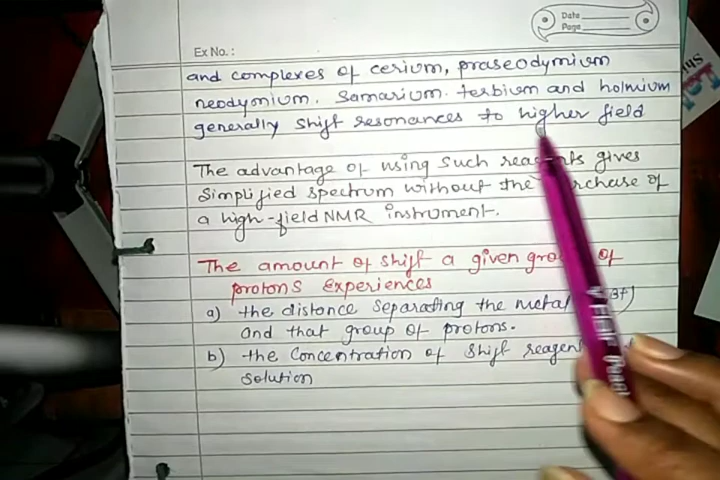 Date
Page
Ex No.:
and complexes of cerium, praseodymium
neodyonium. Samarium. terbium and holmium
generally shift resonances to higher field
The advantage of using such gives
Simplified spectrum without the of
a high-field NMR instrument.
The amount of shift a given of
protons experiences
a) the distance separating the metal 3+)
and that group of protons.
b) the concentration of shift reagent
solution